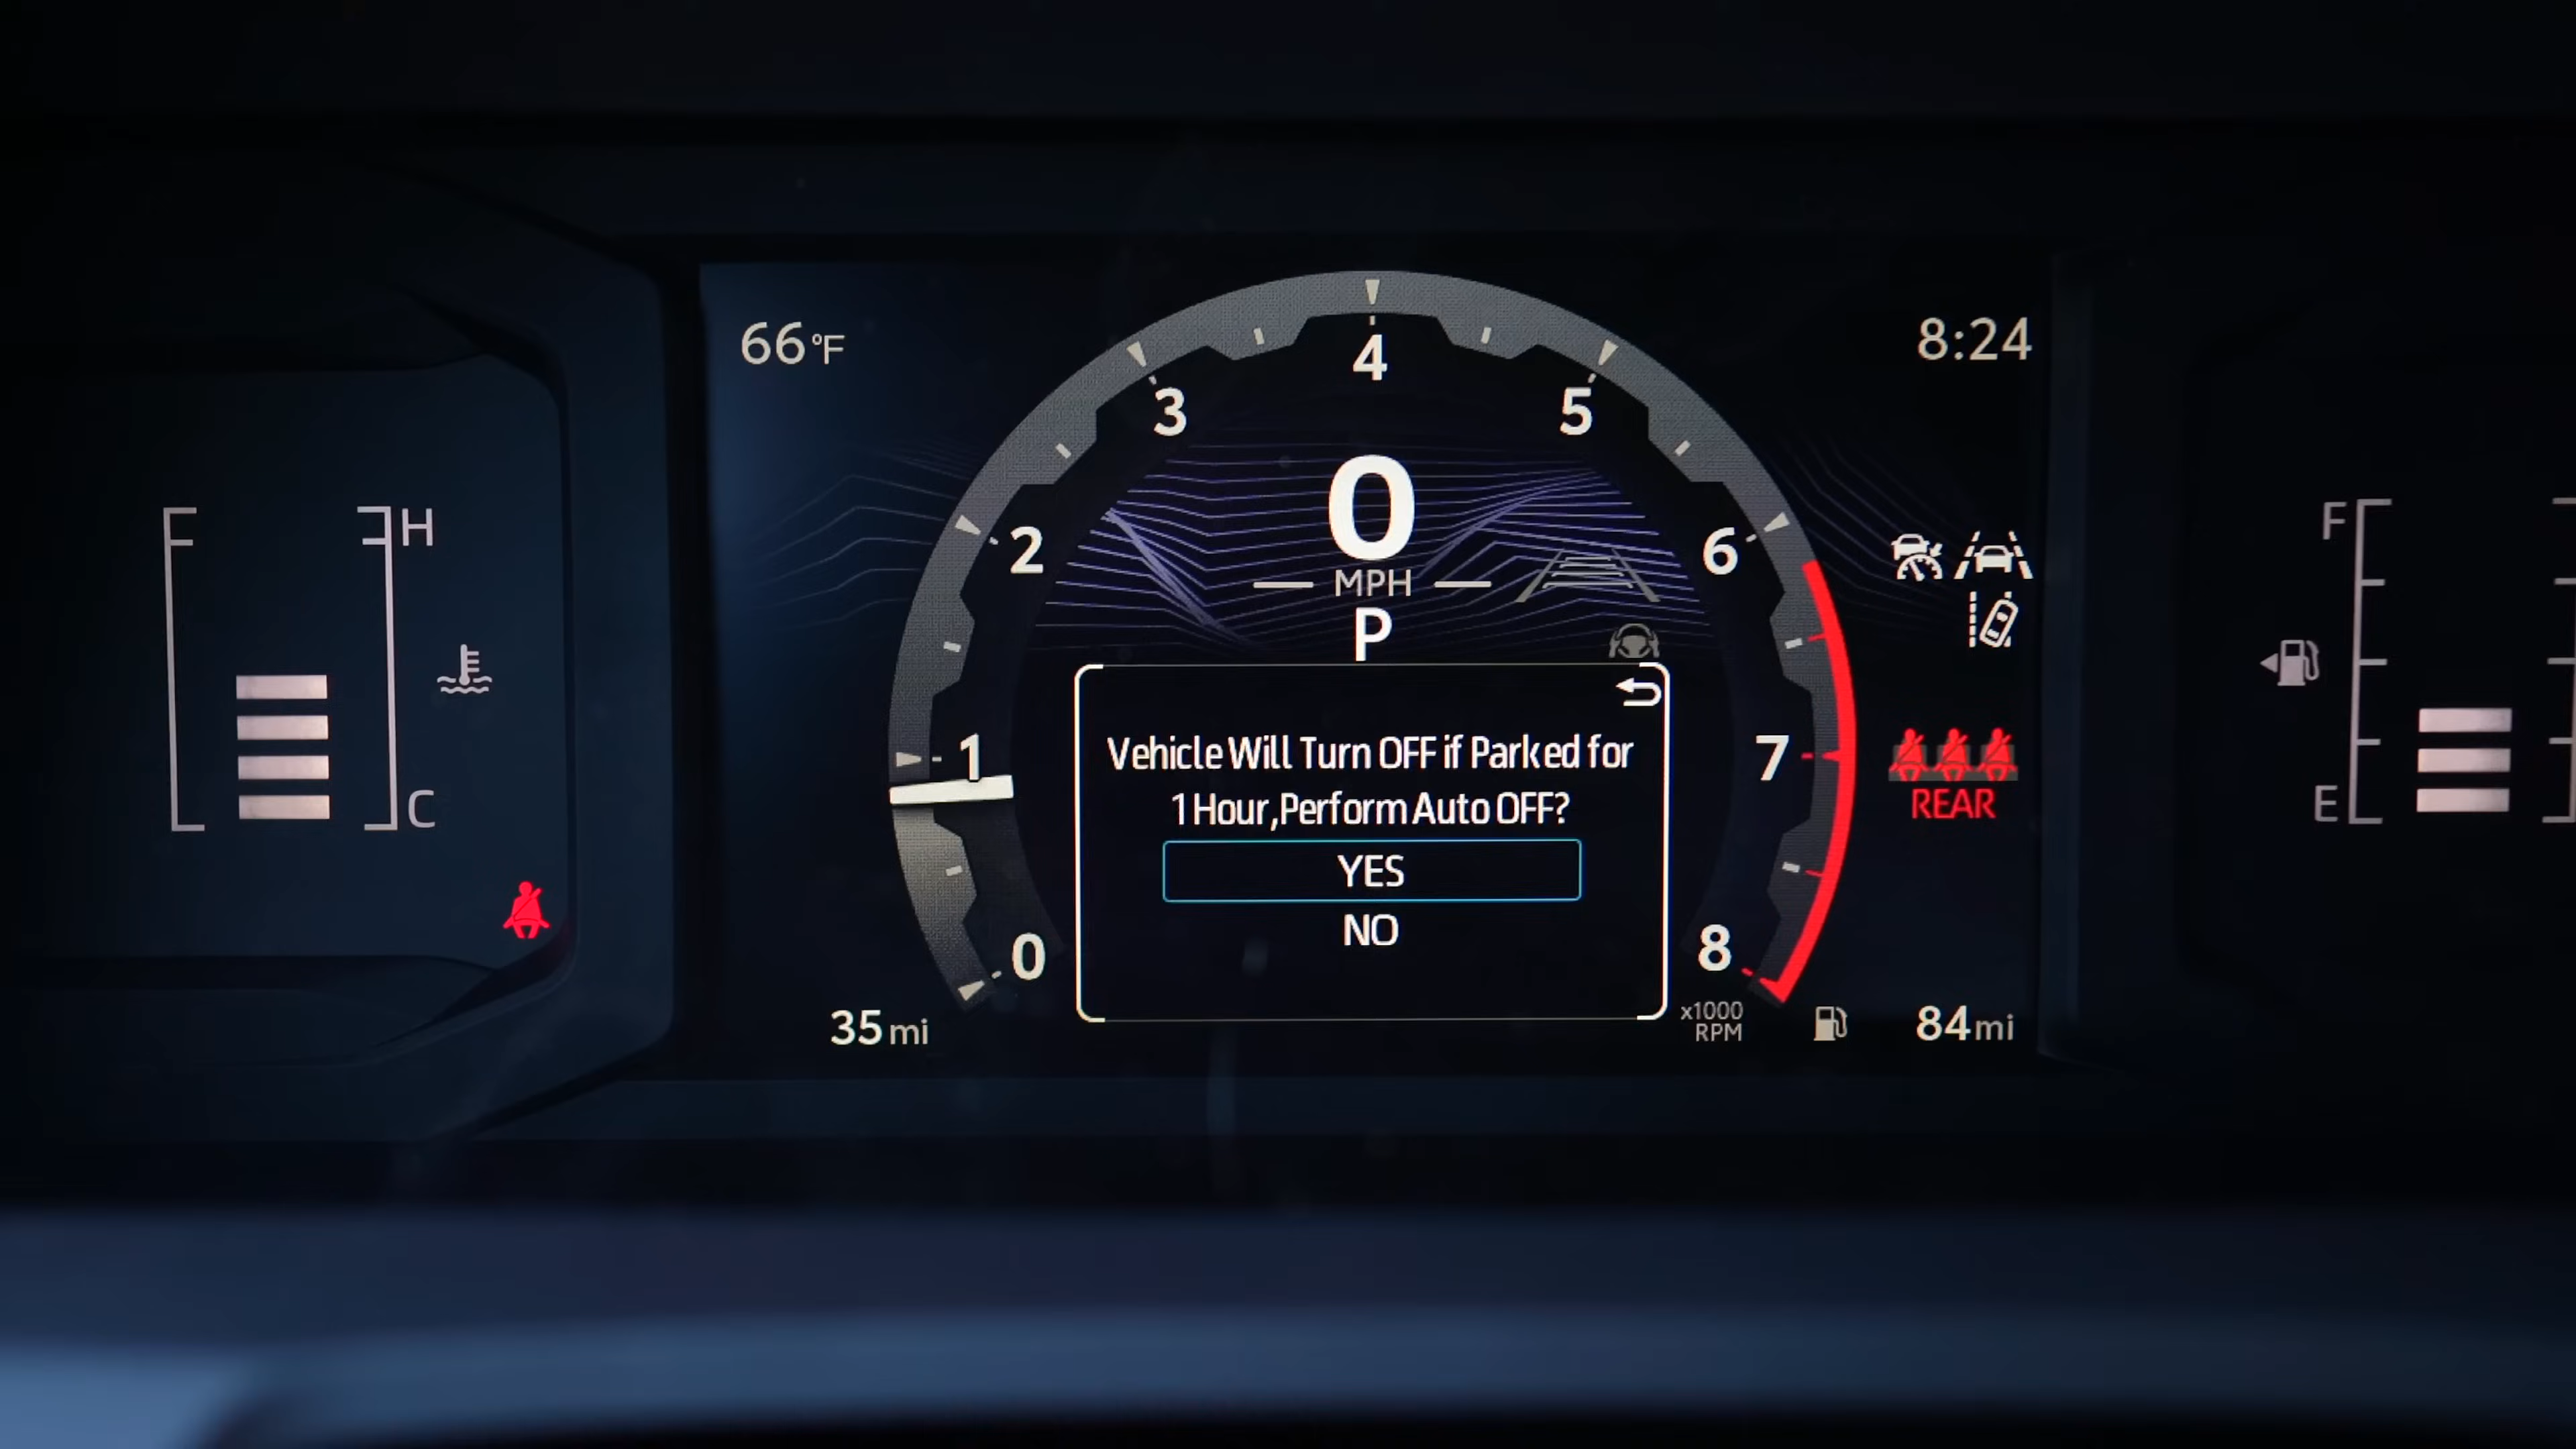 66°F
8:24
4
3
5
2
6
0
MPH
P
1
7
0
8
Vehicle Will Turn OFF if Parked for
1 Hour,Perform Auto OFF?
YES
NO
x1000
RPM
35 mi
84 mi
REAR
F
H
C
F
E